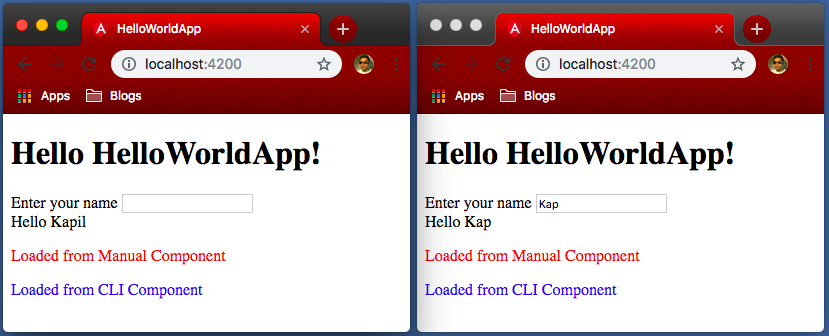 HelloWorldApp
localhost:4200
Apps Blogs
Hello HelloWorldApp!
Enter your name
Hello Kapil
Loaded from Manual Component
Loaded from CLI Component
HelloWorldApp
localhost:4200
Apps Blogs
Hello HelloWorldApp!
Enter your name Kap
Hello Kap
Loaded from Manual Component
Loaded from CLI Component